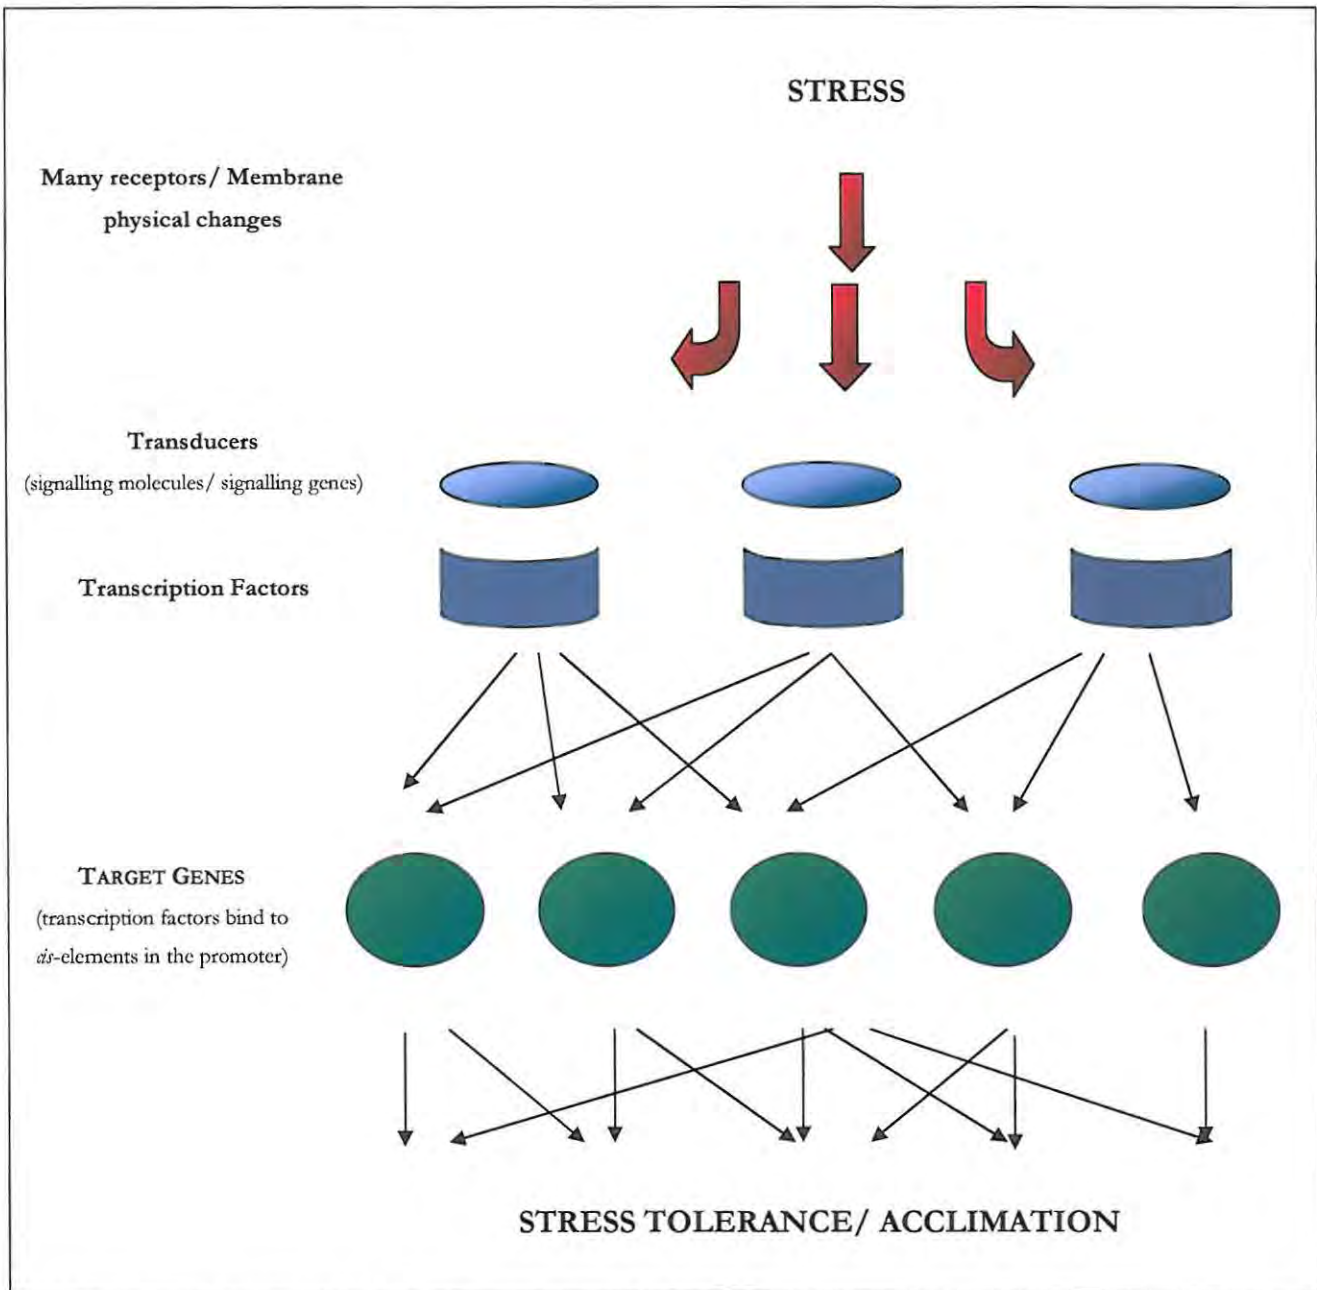 STRESS
Many receptors/ Membrane
physical changes
Transducers
(signalling molecules/ signalling genes)
Transcription Factors
TARGET GENES
(transcription factors bind to
cis-elements in the promoter)
STRESS TOLERANCE/ ACCLIMATION